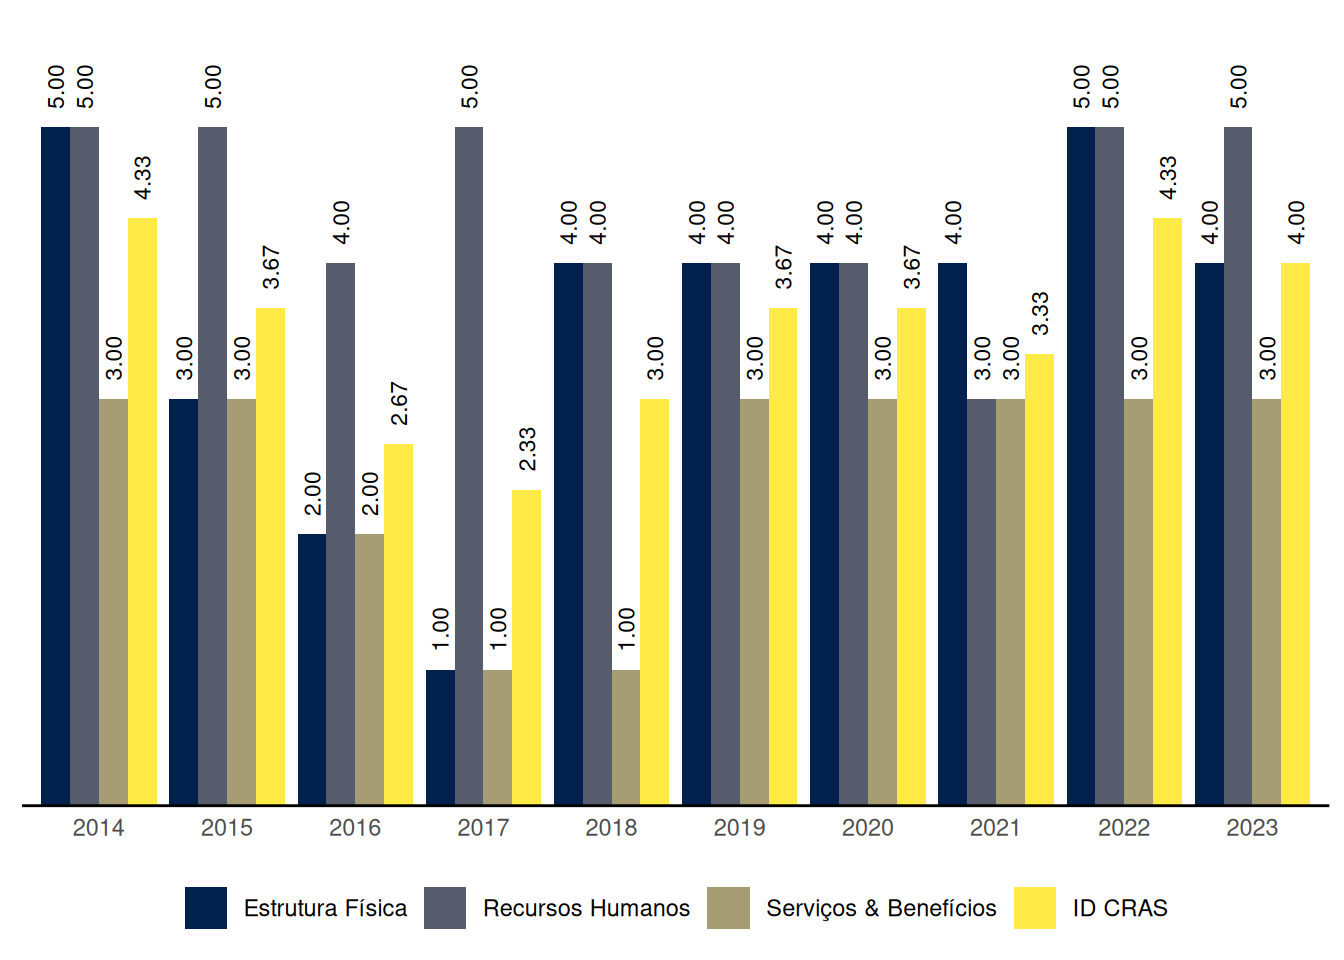 5.00 5.00 3.00 4.33
3.00 5.00 3.00 3.67
2.00 4.00 2.00 2.67
1.00 5.00 1.00 2.33
4.00 4.00 1.00 3.00
4.00 4.00 3.00 3.67
4.00 4.00 3.00 3.67
4.00 3.00 3.00 3.33
5.00 5.00 3.00 4.33
4.00 5.00 3.00 4.00
2014 2015 2016 2017 2018 2019 2020 2021 2022 2023
Estrutura Física Recursos Humanos Serviços & Benefícios ID CRAS